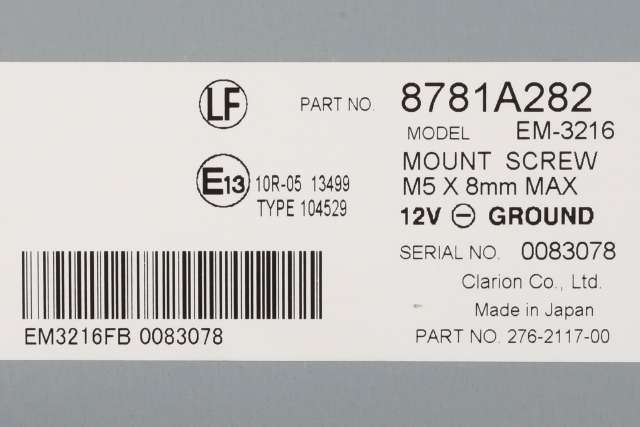 LF
PART NO. 8781A282
MODEL EM-3216
MOUNT SCREW
M5 X 8mm MAX
12V ⊖ GROUND
SERIAL NO. 0083078
Clarion Co., Ltd.
Made in Japan
PART NO. 276-2117-00
E13 10R-05 13499
TYPE 104529
EM3216FB 0083078